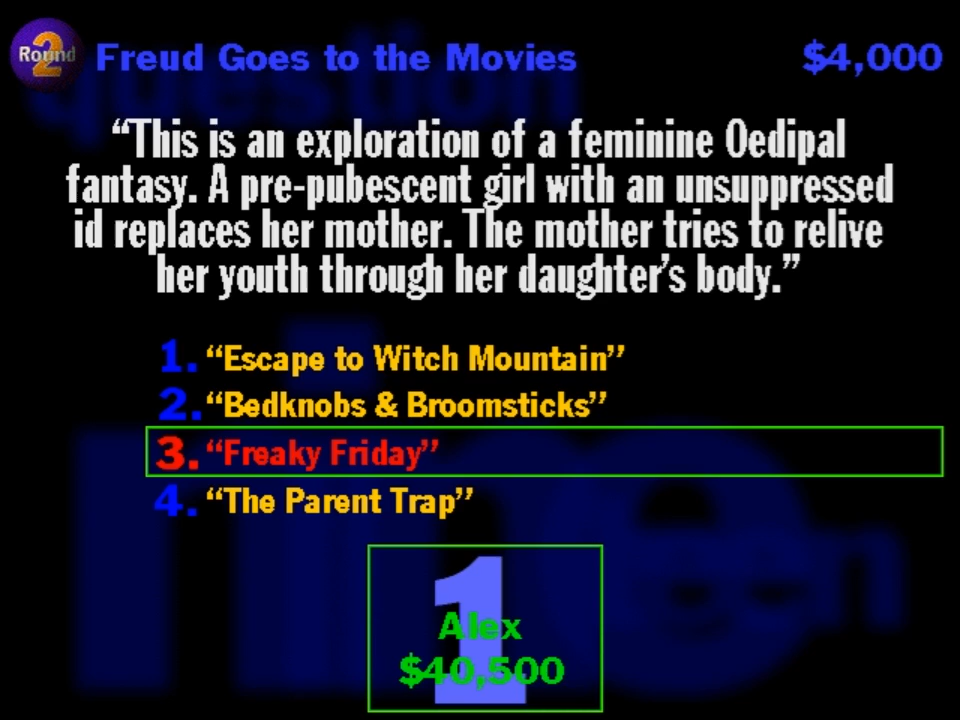 Round 2
Freud Goes to the Movies
$4,000
“This is an exploration of a feminine Oedipal
fantasy. A pre-pubescent girl with an unsuppressed
id replaces her mother. The mother tries to relive
her youth through her daughter’s body.”
1. “Escape to Witch Mountain”
2. “Bedknobs & Broomsticks”
3. “Freaky Friday”
4. “The Parent Trap”
1
Alex
$40,500
question